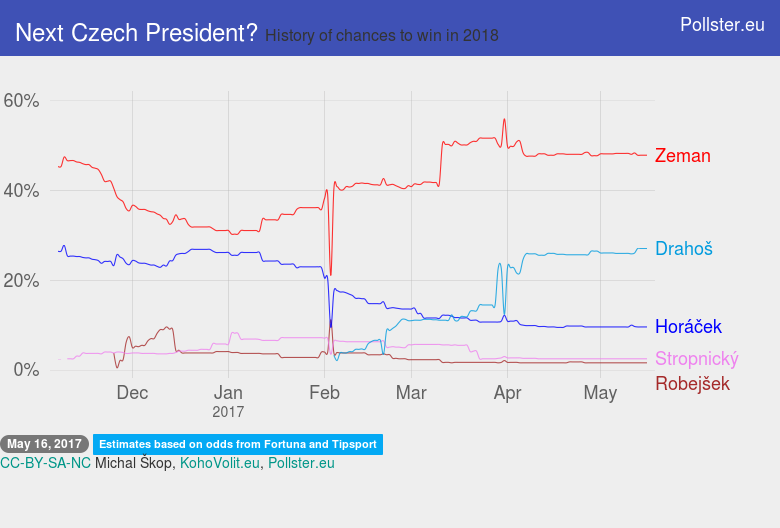 Next Czech President? History of chances to win in 2018
Pollster.eu
60%
40%
20%
0%
Zeman
Drahoš
Horáček
Stropnický
Robejšek
Dec Jan Feb Mar Apr May
2017
May 16, 2017 Estimates based on odds from Fortuna and Tipsport
CC-BY-SA-NC Michal Škop, KohoVolit.eu, Pollster.eu